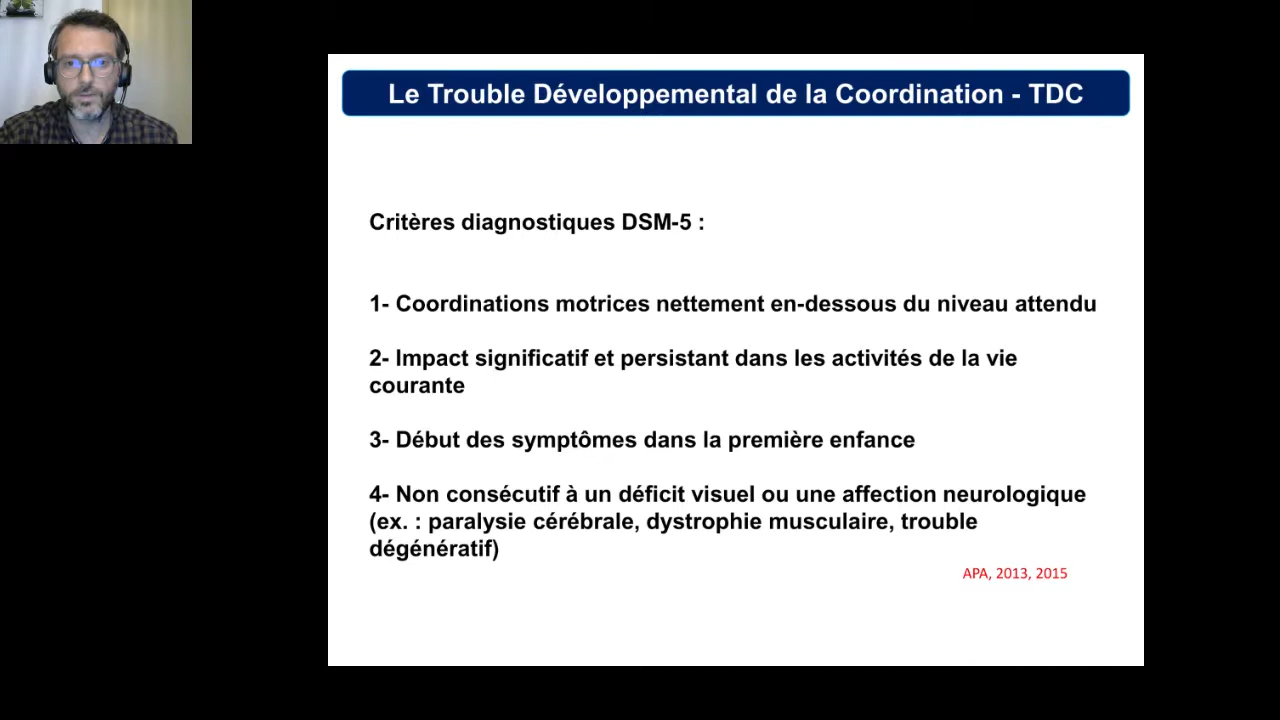 Le Trouble Développemental de la Coordination - TDC
Critères diagnostiques DSM-5 :
1- Coordinations motrices nettement en-dessous du niveau attendu
2- Impact significatif et persistant dans les activités de la vie
courante
3- Début des symptômes dans la première enfance
4- Non consécutif à un déficit visuel ou une affection neurologique
(ex. : paralysie cérébrale, dystrophie musculaire, trouble
dégénératif)
APA, 2013, 2015